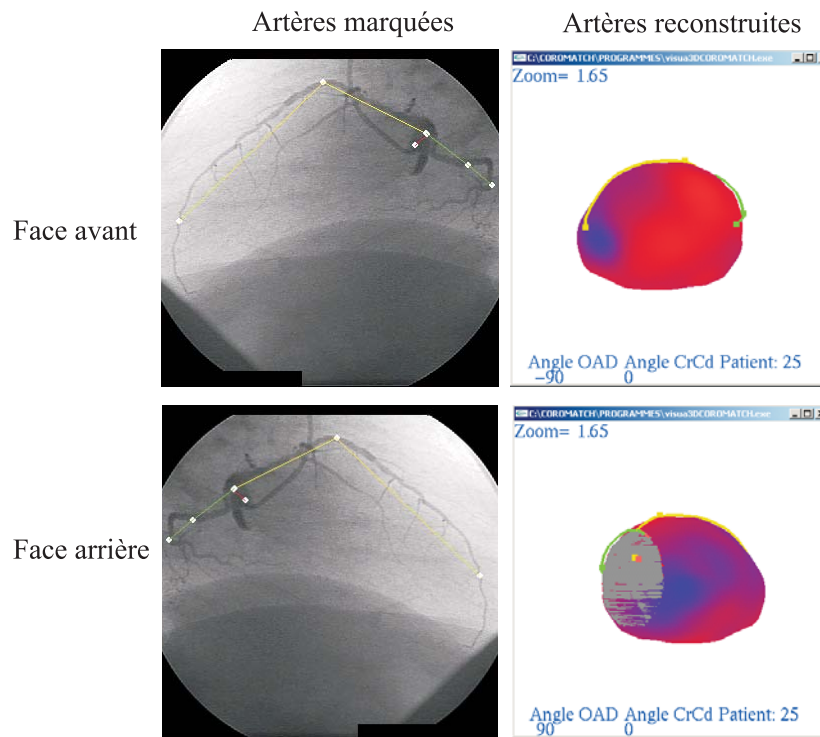 Artères marquées
Artères reconstruites
Face avant
C:\COROMATCH\PROGRAMMES\visua3DCOROMATCH.exe
Zoom= 1.65
Angle OAD Angle CrCd Patient: 25
-90 0
Face arrière
C:\COROMATCH\PROGRAMMES\visua3DCOROMATCH.exe
Zoom= 1.65
Angle OAD Angle CrCd Patient: 25
90 0